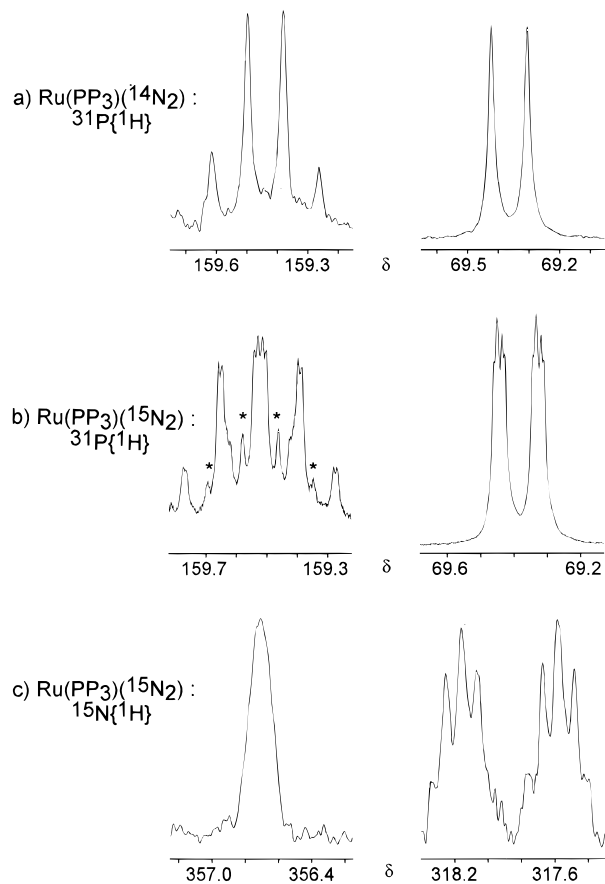 a) Ru(PP3)(14N2) :
31P{1H}
159.6 159.3 δ 69.5 69.2
b) Ru(PP3)(15N2) :
31P{1H}
* * * *
159.7 159.3 δ 69.6 69.2
c) Ru(PP3)(15N2) :
15N{1H}
357.0 356.4 δ 318.2 317.6